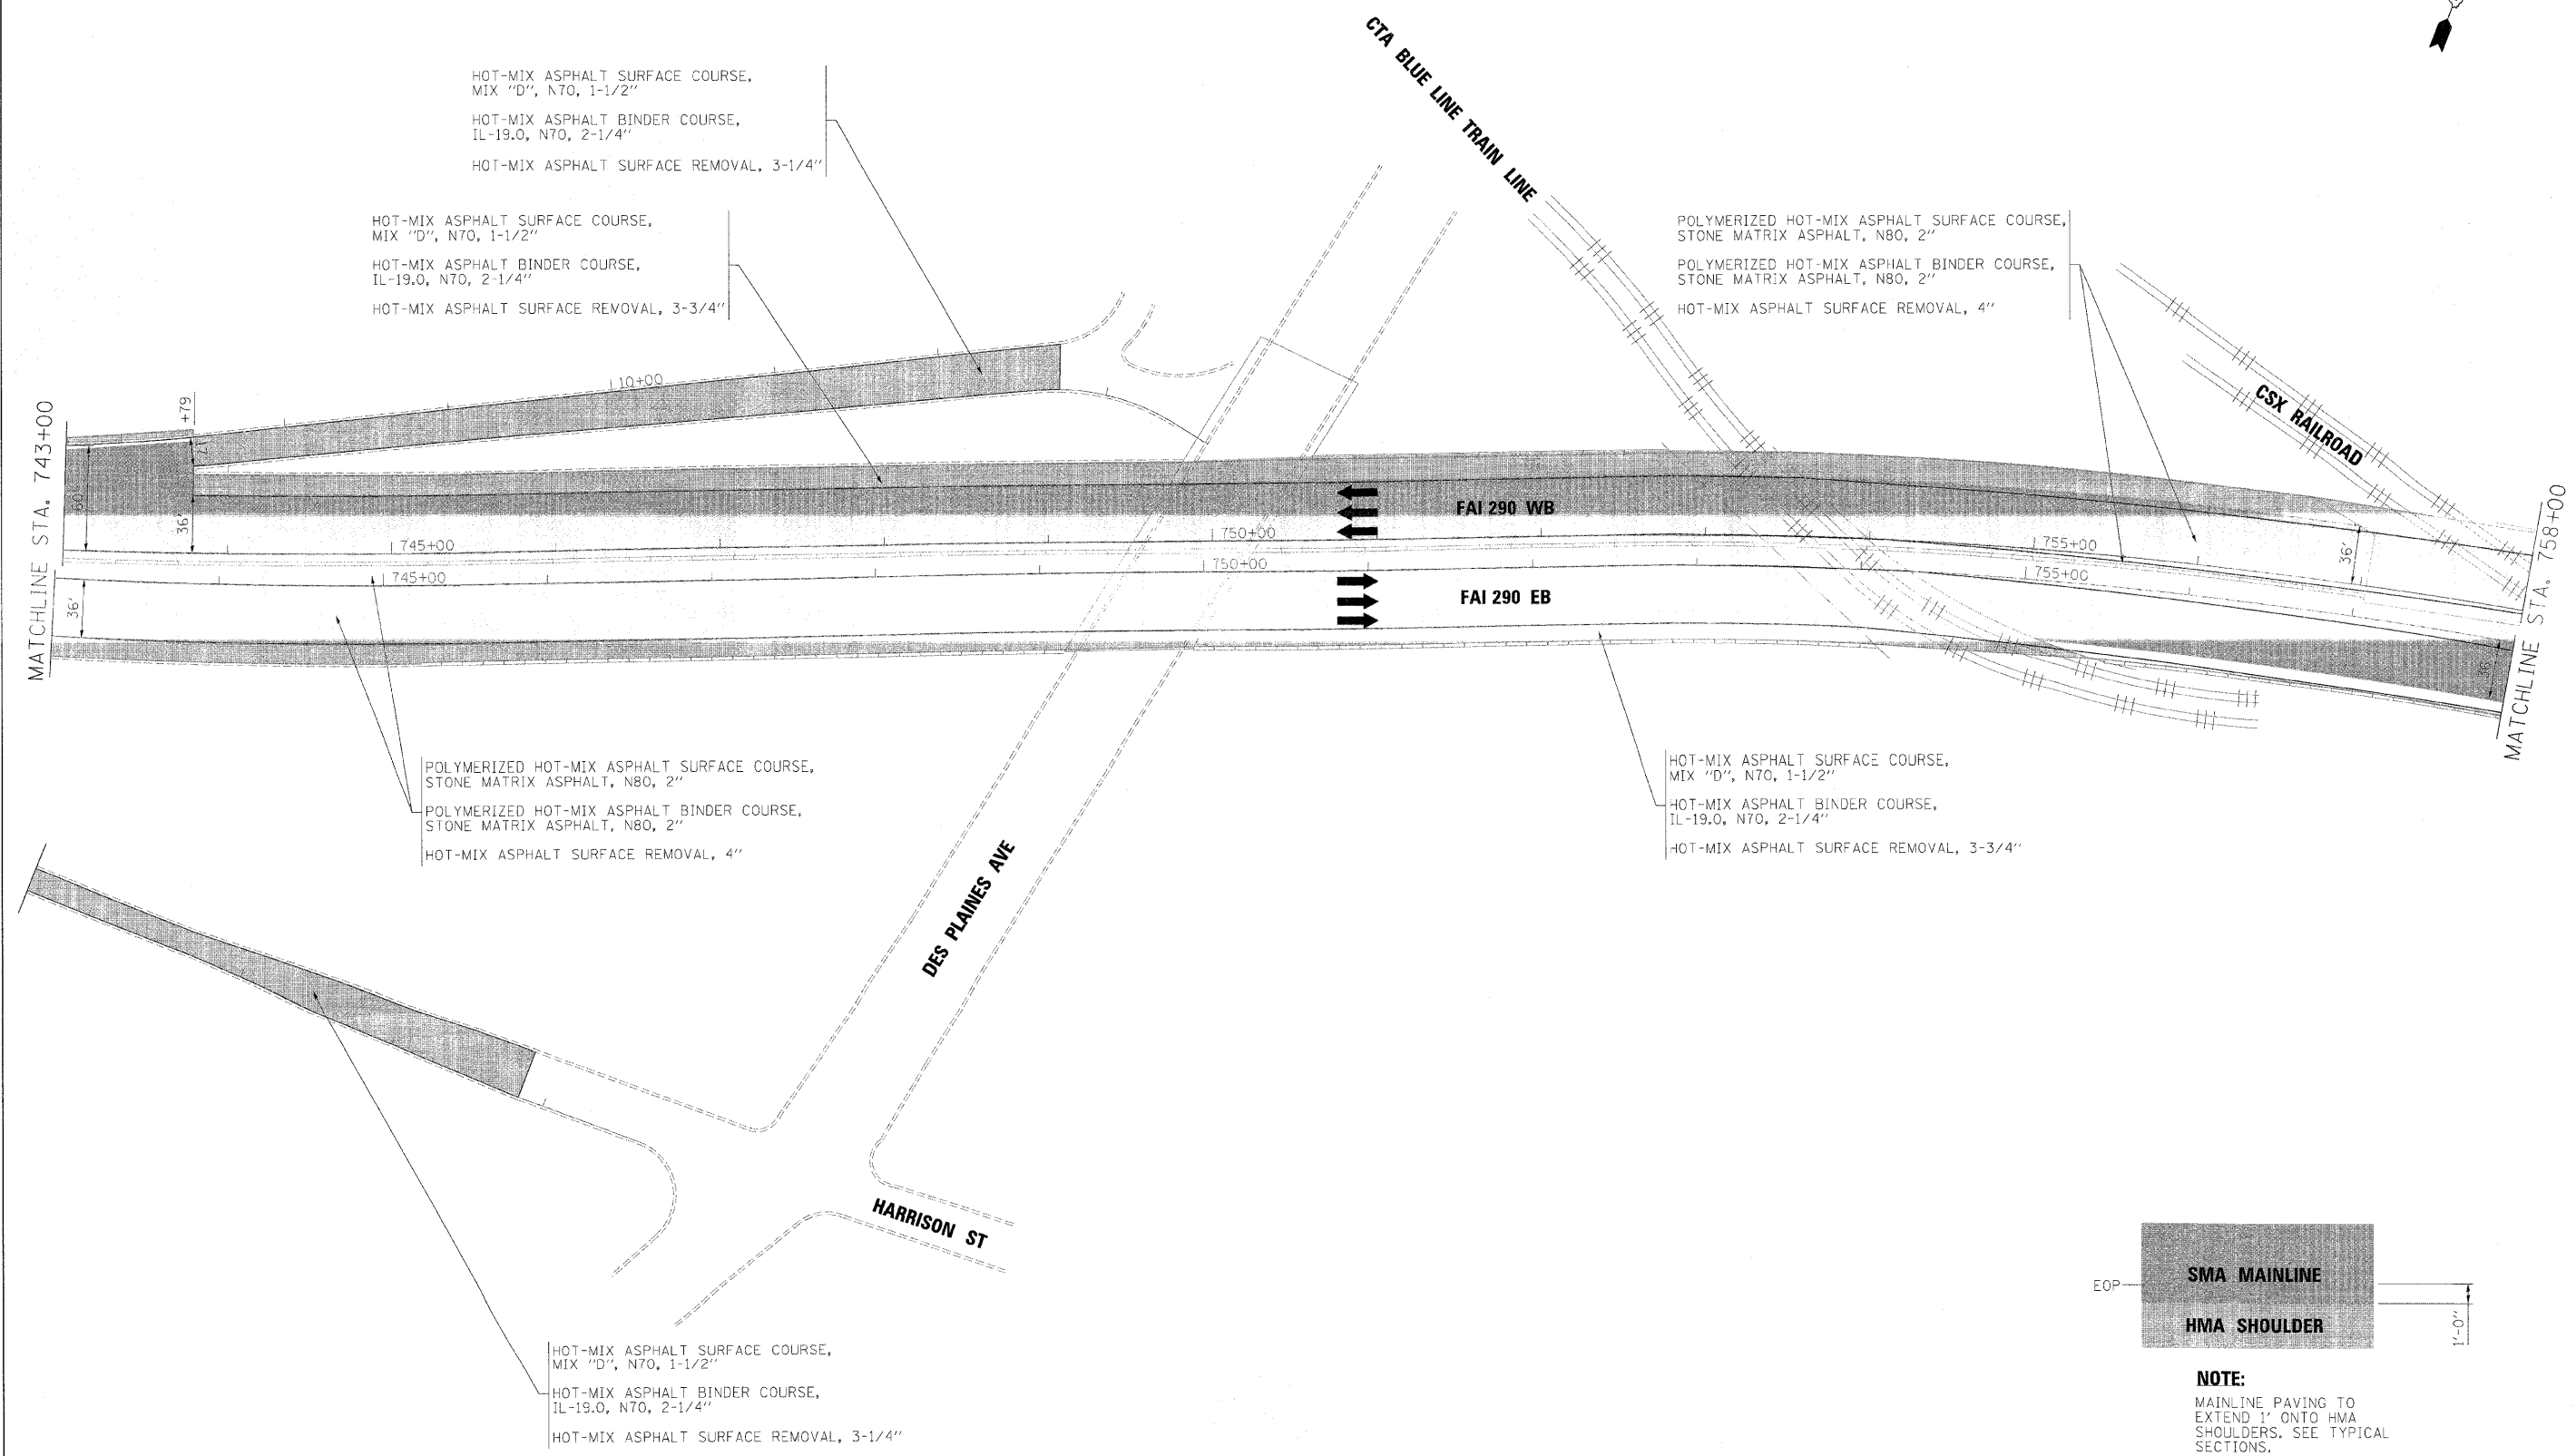 CTA BLUE LINE TRAIN LINE
HOT-MIX ASPHALT SURFACE COURSE,
MIX "D", N70, 1-1/2"
HOT-MIX ASPHALT BINDER COURSE,
IL-19.0, N70, 2-1/4"
HOT-MIX ASPHALT SURFACE REMOVAL, 3-1/4"
HOT-MIX ASPHALT SURFACE COURSE,
MIX "D", N70, 1-1/2"
HOT-MIX ASPHALT BINDER COURSE,
IL-19.0, N70, 2-1/4"
HOT-MIX ASPHALT SURFACE REMOVAL, 3-3/4"
POLYMERIZED HOT-MIX ASPHALT SURFACE COURSE,
STONE MATRIX ASPHALT, N80, 2"
POLYMERIZED HOT-MIX ASPHALT BINDER COURSE,
STONE MATRIX ASPHALT, N80, 2"
HOT-MIX ASPHALT SURFACE REMOVAL, 4"
CSX RAILROAD
10+00
+79
MATCHLINE STA. 743+00
60'
36'
36'
745+00
745+00
750+00
750+00
FAI 290 WB
FAI 290 EB
755+00
755+00
36'
36'
MATCHLINE STA. 758+00
POLYMERIZED HOT-MIX ASPHALT SURFACE COURSE,
STONE MATRIX ASPHALT, N80, 2"
POLYMERIZED HOT-MIX ASPHALT BINDER COURSE,
STONE MATRIX ASPHALT, N80, 2"
HOT-MIX ASPHALT SURFACE REMOVAL, 4"
HOT-MIX ASPHALT SURFACE COURSE,
MIX "D", N70, 1-1/2"
HOT-MIX ASPHALT BINDER COURSE,
IL-19.0, N70, 2-1/4"
HOT-MIX ASPHALT SURFACE REMOVAL, 3-3/4"
DES PLAINES AVE
HARRISON ST
HOT-MIX ASPHALT SURFACE COURSE,
MIX "D", N70, 1-1/2"
HOT-MIX ASPHALT BINDER COURSE,
IL-19.0, N70, 2-1/4"
HOT-MIX ASPHALT SURFACE REMOVAL, 3-1/4"
EOP
SMA MAINLINE
HMA SHOULDER
1'-0"
NOTE:
MAINLINE PAVING TO
EXTEND 1' ONTO HMA
SHOULDERS. SEE TYPICAL
SECTIONS.